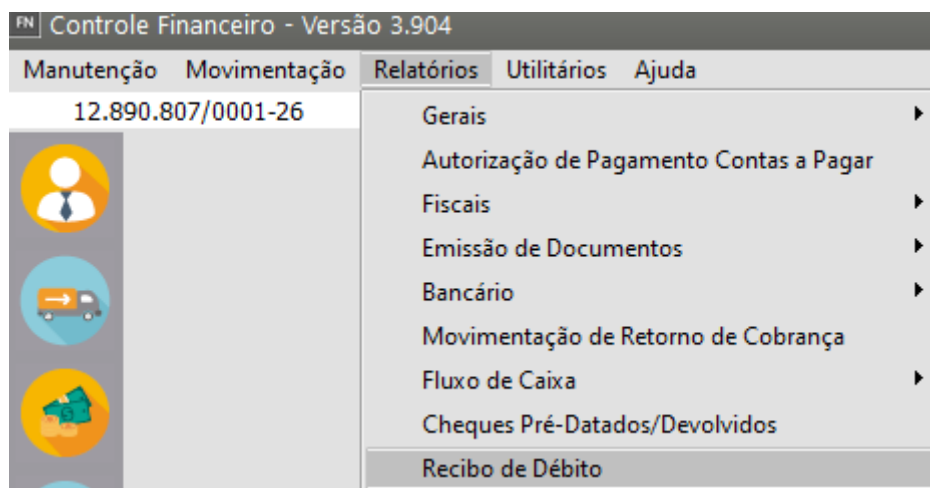 FN Controle Financeiro - Versão 3.904
Manutenção Movimentação Relatórios Utilitários Ajuda
12.890.807/0001-26
Gerais
Autorização de Pagamento Contas a Pagar
Fiscais
Emissão de Documentos
Bancário
Movimentação de Retorno de Cobrança
Fluxo de Caixa
Cheques Pré-Datados/Devolvidos
Recibo de Débito